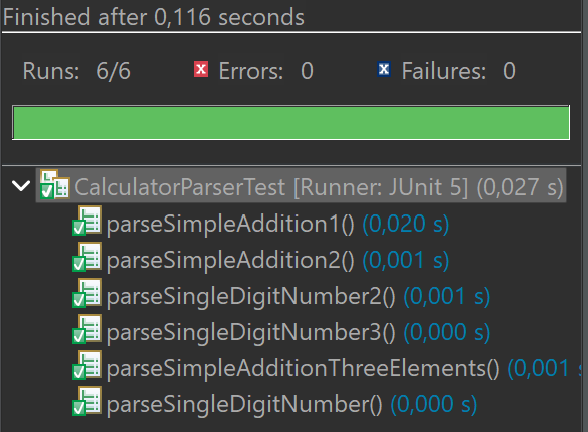 Finished after 0,116 seconds
Runs: 6/6 Errors: 0 Failures: 0
CalculatorParserTest [Runner: JUnit 5] (0,027 s)
parseSimpleAddition1() (0,020 s)
parseSimpleAddition2() (0,001 s)
parseSingleDigitNumber2() (0,001 s)
parseSingleDigitNumber3() (0,000 s)
parseSimpleAdditionThreeElements() (0,001 s
parseSingleDigitNumber() (0,000 s)